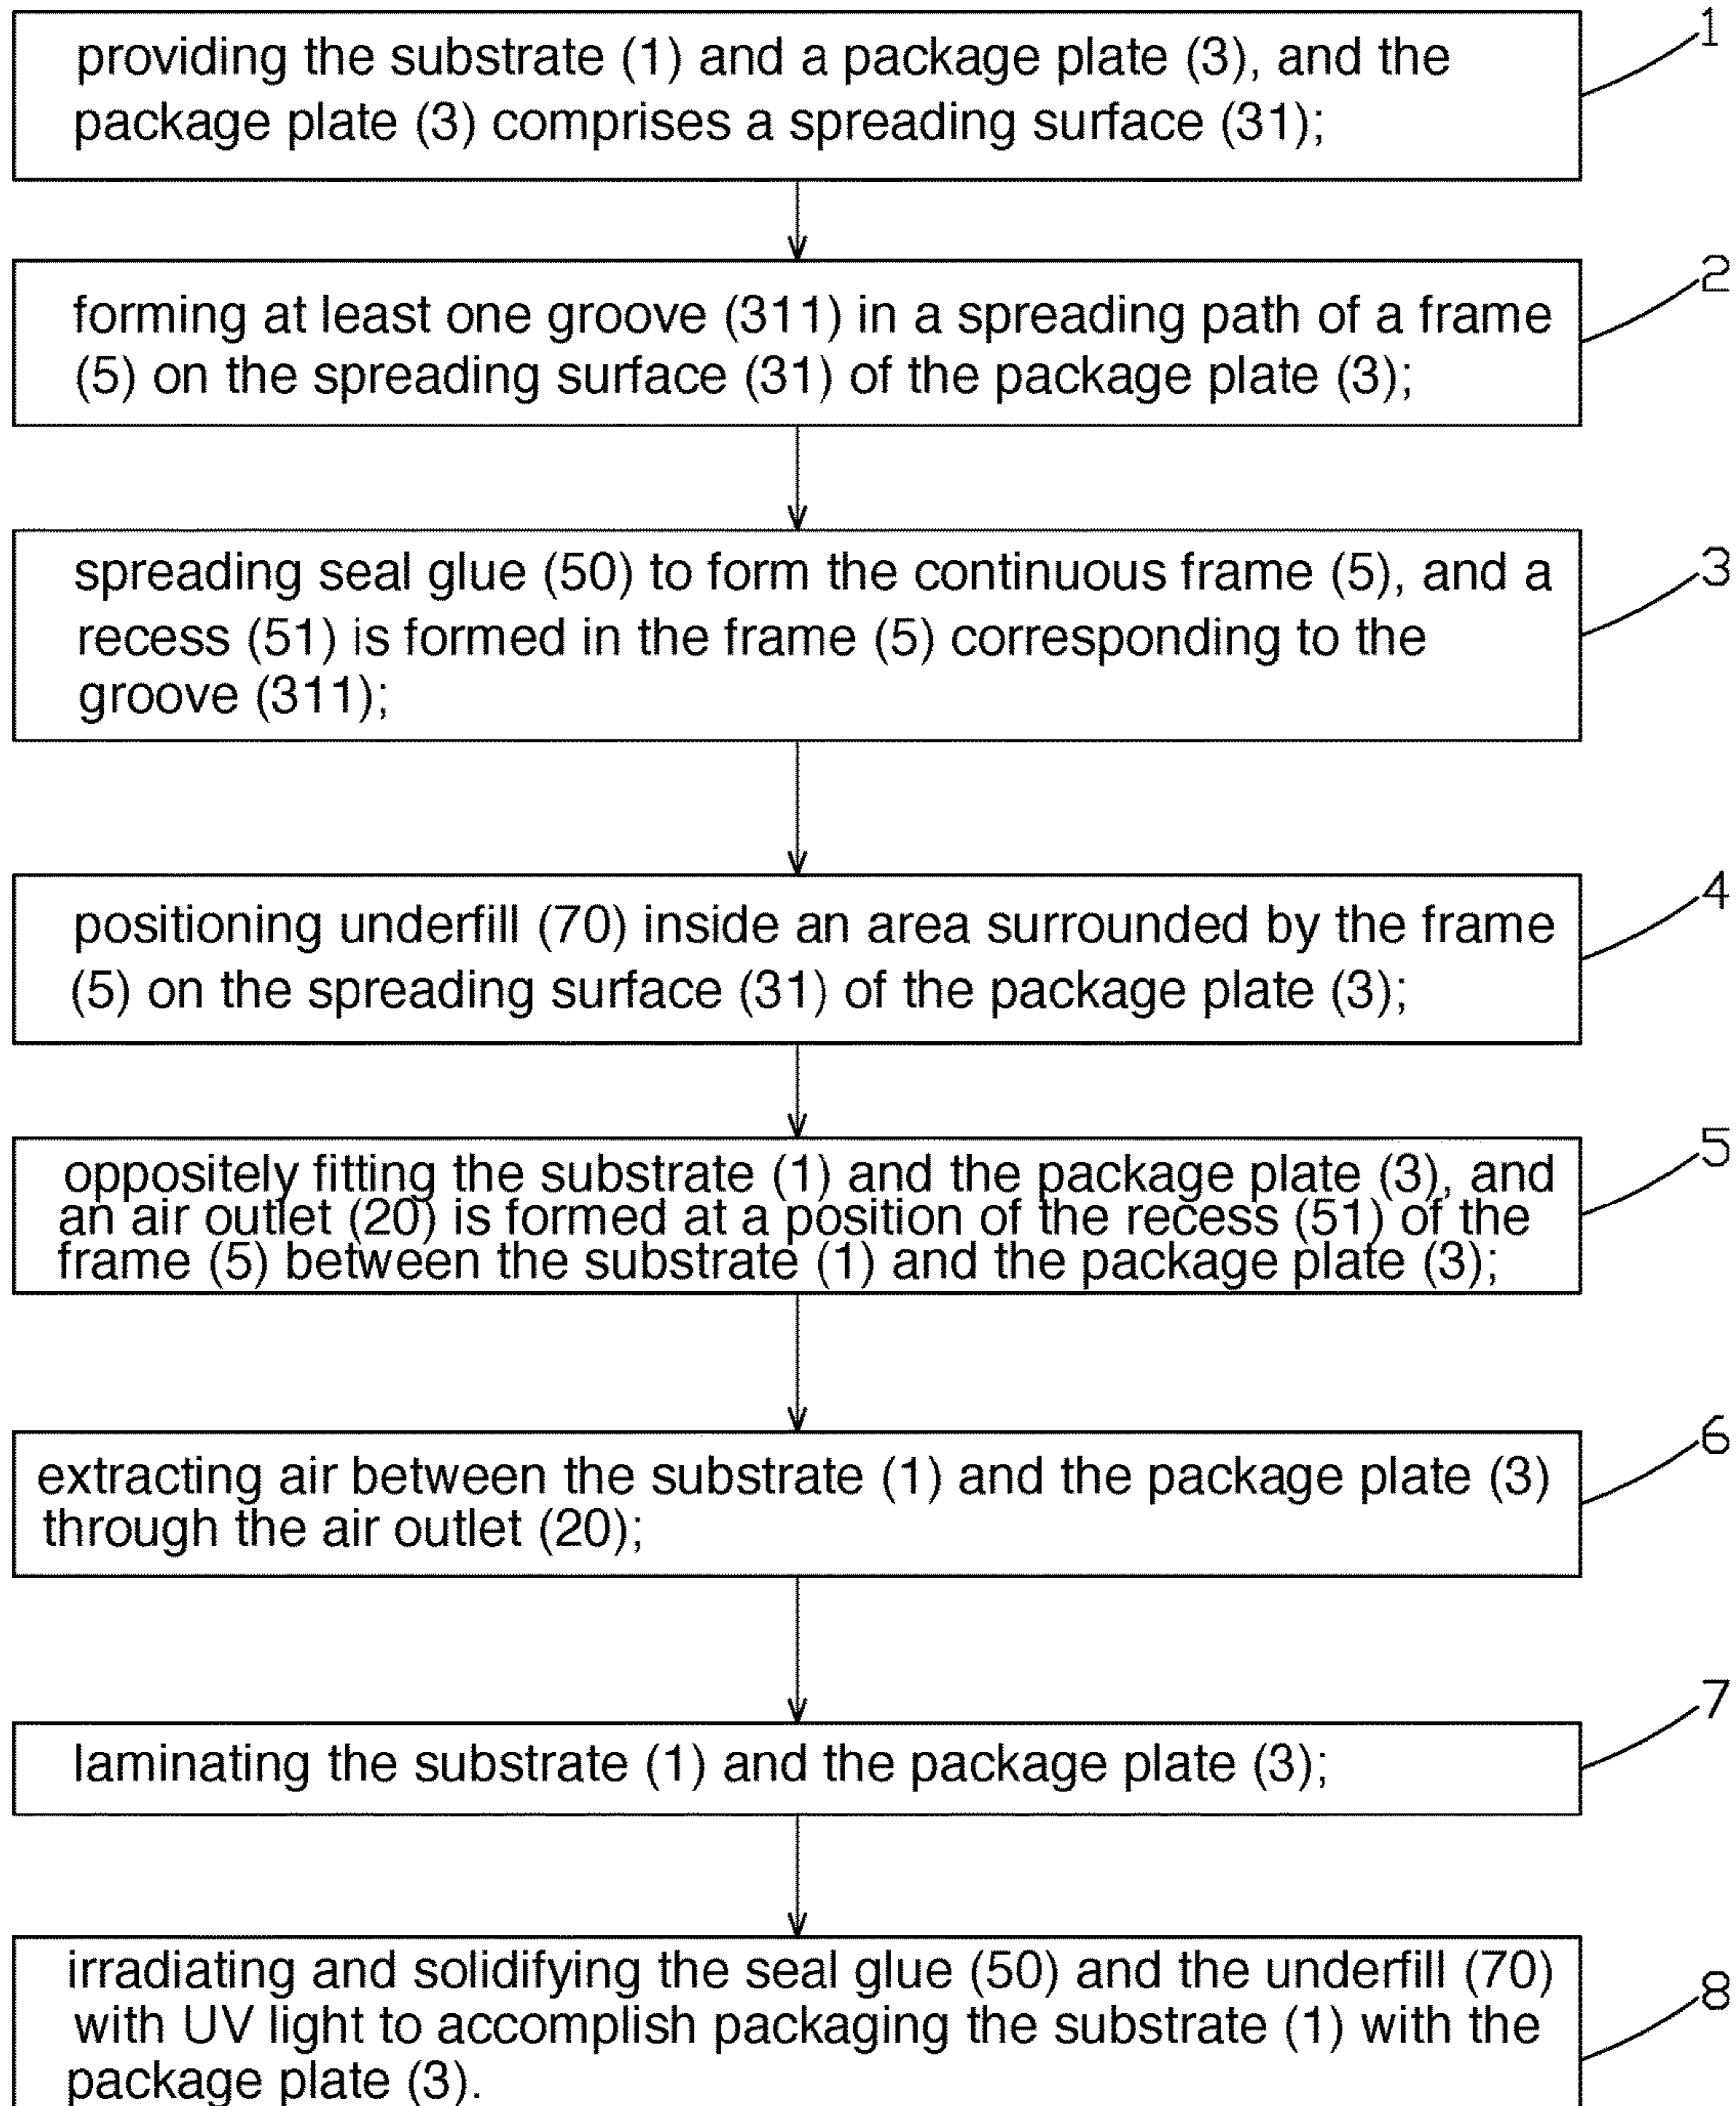 providing the substrate (1) and a package plate (3), and the
package plate (3) comprises a spreading surface (31);
1
forming at least one groove (311) in a spreading path of a frame
(5) on the spreading surface (31) of the package plate (3);
2
spreading seal glue (50) to form the continuous frame (5), and a
recess (51) is formed in the frame (5) corresponding to the
groove (311);
3
positioning underfill (70) inside an area surrounded by the frame
(5) on the spreading surface (31) of the package plate (3);
4
oppositely fitting the substrate (1) and the package plate (3), and
an air outlet (20) is formed at a position of the recess (51) of the
frame (5) between the substrate (1) and the package plate (3);
5
extracting air between the substrate (1) and the package plate (3)
through the air outlet (20);
6
laminating the substrate (1) and the package plate (3);
7
irradiating and solidifying the seal glue (50) and the underfill (70)
with UV light to accomplish packaging the substrate (1) with the
package plate (3).
8